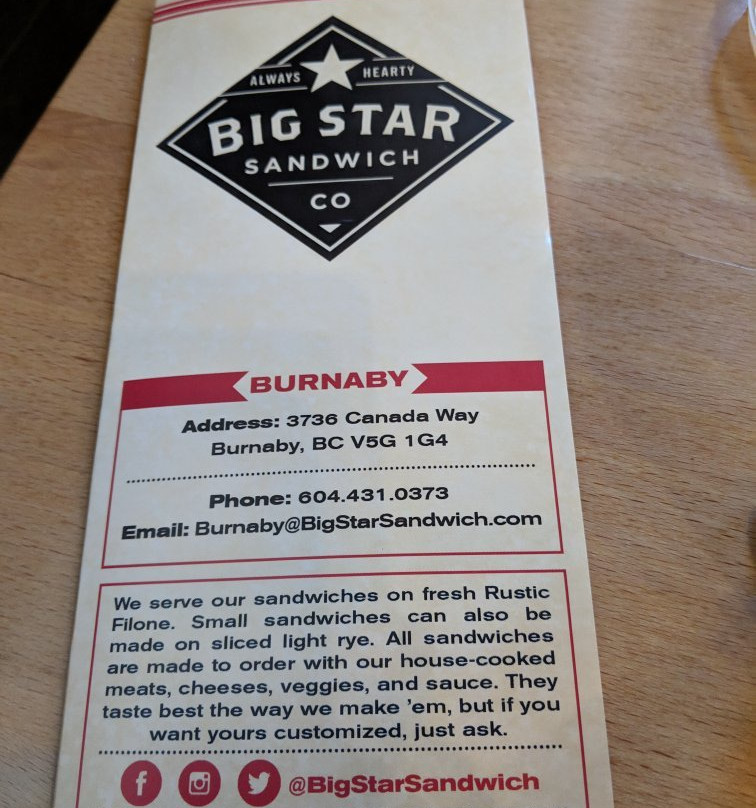 ALWAYS HEARTY
BIG STAR
SANDWICH
CO
BURNABY
Address: 3736 Canada Way
Burnaby, BC V5G 1G4
Phone: 604.431.0373
Email: Burnaby@BigStarSandwich.com
We serve our sandwiches on fresh Rustic
Filone. Small sandwiches can also be
made on sliced light rye. All sandwiches
are made to order with our house-cooked
meats, cheeses, veggies, and sauce. They
taste best the way we make 'em, but if you
want yours customized, just ask.
@BigStarSandwich